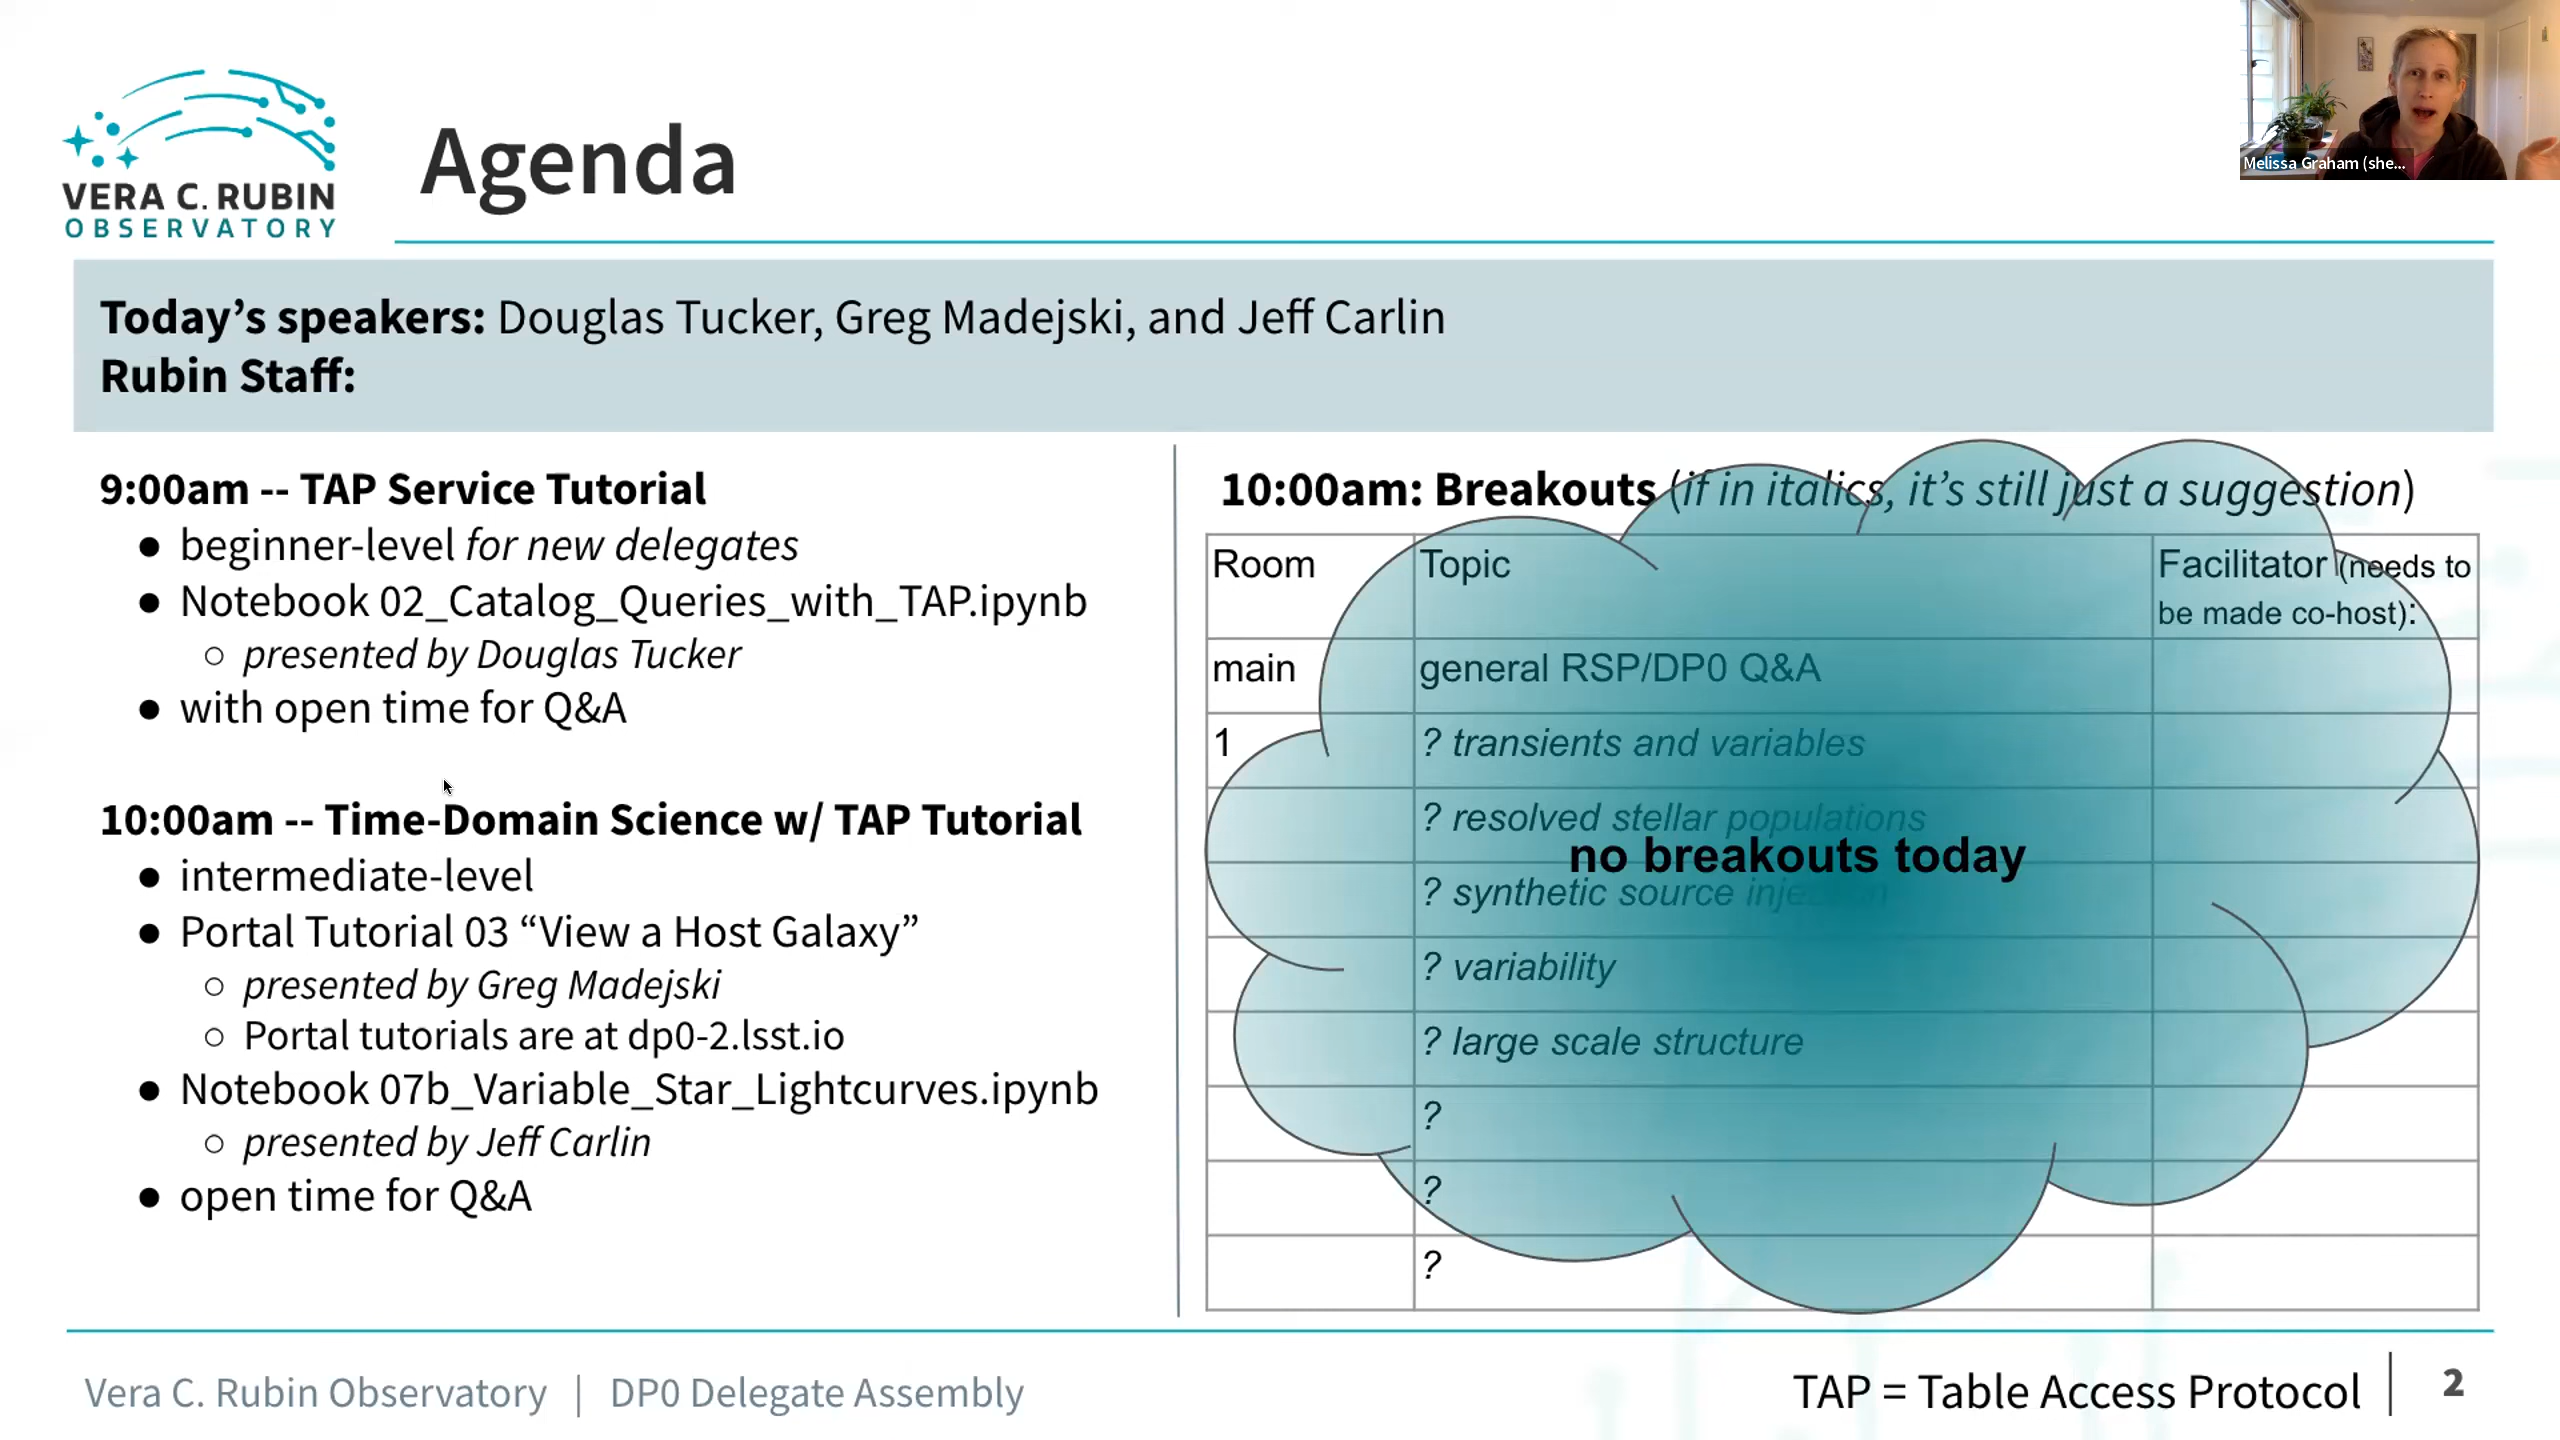 VERA C. RUBIN
OBSERVATORY
Agenda
Melissa Graham (she...
Today’s speakers: Douglas Tucker, Greg Madejski, and Jeff Carlin
Rubin Staff:
9:00am -- TAP Service Tutorial
● beginner-level for new delegates
● Notebook 02_Catalog_Queries_with_TAP.ipynb
○ presented by Douglas Tucker
● with open time for Q&A
10:00am -- Time-Domain Science w/ TAP Tutorial
● intermediate-level
● Portal Tutorial 03 “View a Host Galaxy”
○ presented by Greg Madejski
○ Portal tutorials are at dp0-2.lsst.io
● Notebook 07b_Variable_Star_Lightcurves.ipynb
○ presented by Jeff Carlin
● open time for Q&A
10:00am: Breakouts (if in italics, it’s still just a suggestion)
Room Topic Facilitator (needs to
be made co-host):
main general RSP/DP0 Q&A
1 ? transients and variables
? resolved stellar populations
no breakouts today
? synthetic source injection
? variability
? large scale structure
?
?
?
Vera C. Rubin Observatory | DP0 Delegate Assembly
TAP = Table Access Protocol
2